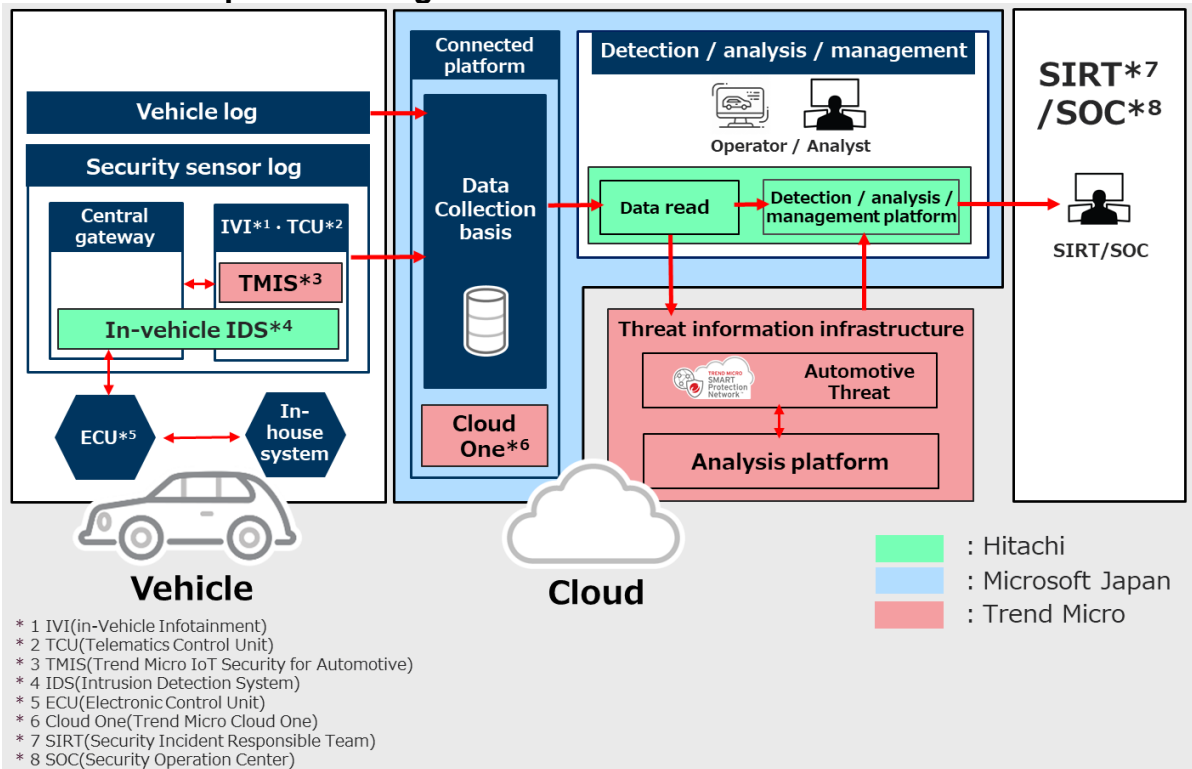 Vehicle log
Security sensor log
Central
gateway
IVI*1 · TCU*2
TMIS*3
In-vehicle IDS*4
ECU*5
In-
house
system
Vehicle
Connected
platform
Data
Collection
basis
Cloud
One*6
Cloud
Detection / analysis / management
Operator / Analyst
Data read
Detection / analysis /
management platform
Threat information infrastructure
TREND MICRO
SMART
Protection
Network™
Automotive
Threat
Analysis platform
SIRT*7
/SOC*8
SIRT/SOC
: Hitachi
: Microsoft Japan
: Trend Micro
* 1 IVI(in-Vehicle Infotainment)
* 2 TCU(Telematics Control Unit)
* 3 TMIS(Trend Micro IoT Security for Automotive)
* 4 IDS(Intrusion Detection System)
* 5 ECU(Electronic Control Unit)
* 6 Cloud One(Trend Micro Cloud One)
* 7 SIRT(Security Incident Responsible Team)
* 8 SOC(Security Operation Center)